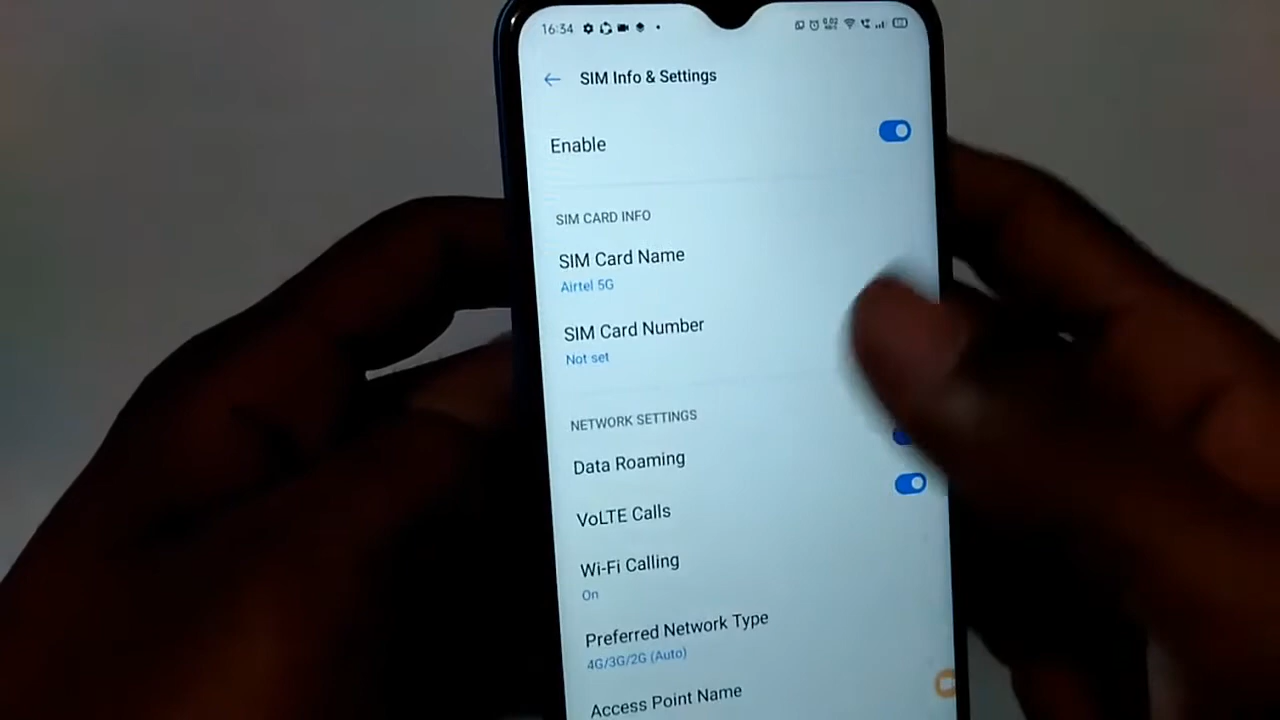 16:34
SIM Info & Settings
Enable
SIM CARD INFO
SIM Card Name
Airtel 5G
SIM Card Number
Not set
NETWORK SETTINGS
Data Roaming
VoLTE Calls
Wi-Fi Calling
On
Preferred Network Type
4G/3G/2G (Auto)
Access Point Name